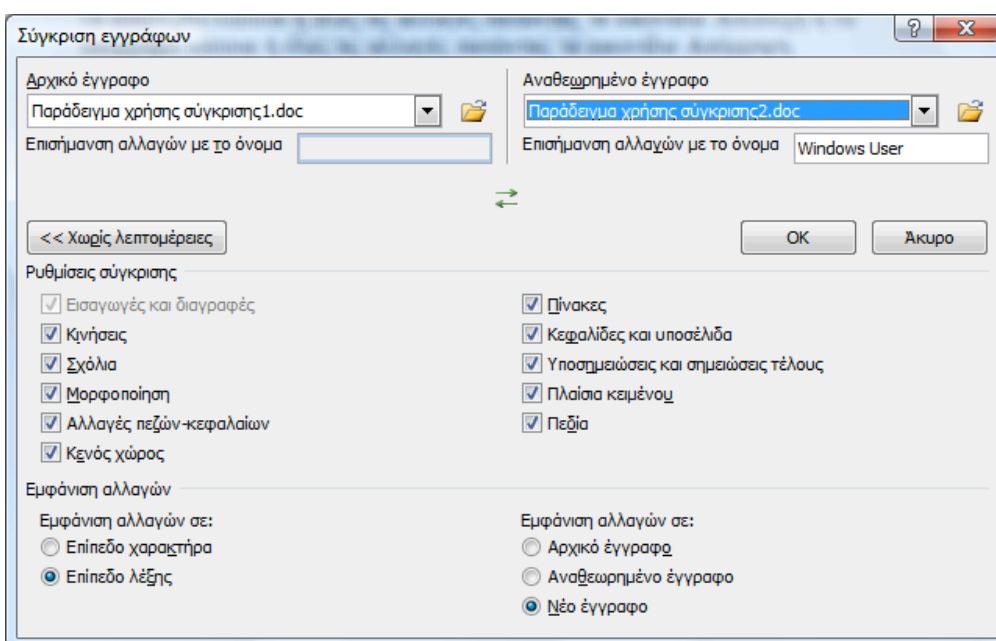 Σύγκριση εγγράφων
Αρχικό έγγραφο
Αναθεωρημένο έγγραφο
Παράδειγμα χρήσης σύγκρισης1.doc
Παράδειγμα χρήσης σύγκρισης2.doc
Επισήμανση αλλαγών με το όνομα
Επισήμανση αλλαγών με το όνομα Windows User
<< Χωρίς λεπτομέρειες
OK
Άκυρο
Ρυθμίσεις σύγκρισης
Εισαγωγές και διαγραφές
Κινήσεις
Σχόλια
Μορφοποίηση
Αλλαγές πεζών-κεφαλαίων
Κενός χώρος
Πίνακες
Κεφαλίδες και υποσέλιδα
Υποσημειώσεις και σημειώσεις τέλους
Πλαίσια κειμένου
Πεδία
Εμφάνιση αλλαγών
Εμφάνιση αλλαγών σε:
Επίπεδο χαρακτήρα
Επίπεδο λέξης
Εμφάνιση αλλαγών σε:
Αρχικό έγγραφο
Αναθεωρημένο έγγραφο
Νέο έγγραφο